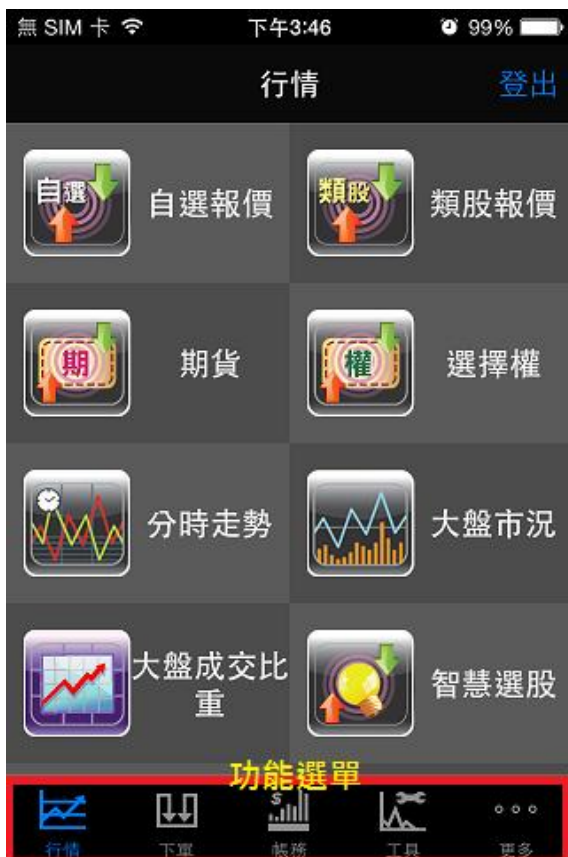 無 SIM 卡 下午3:46 99%
行情 登出
自選 自選報價 類股 類股報價
期 期貨 權 選擇權
分時走勢 大盤市況
大盤成交比
重
智慧選股
功能選單
$
行情 下單 帳務 工具 更多